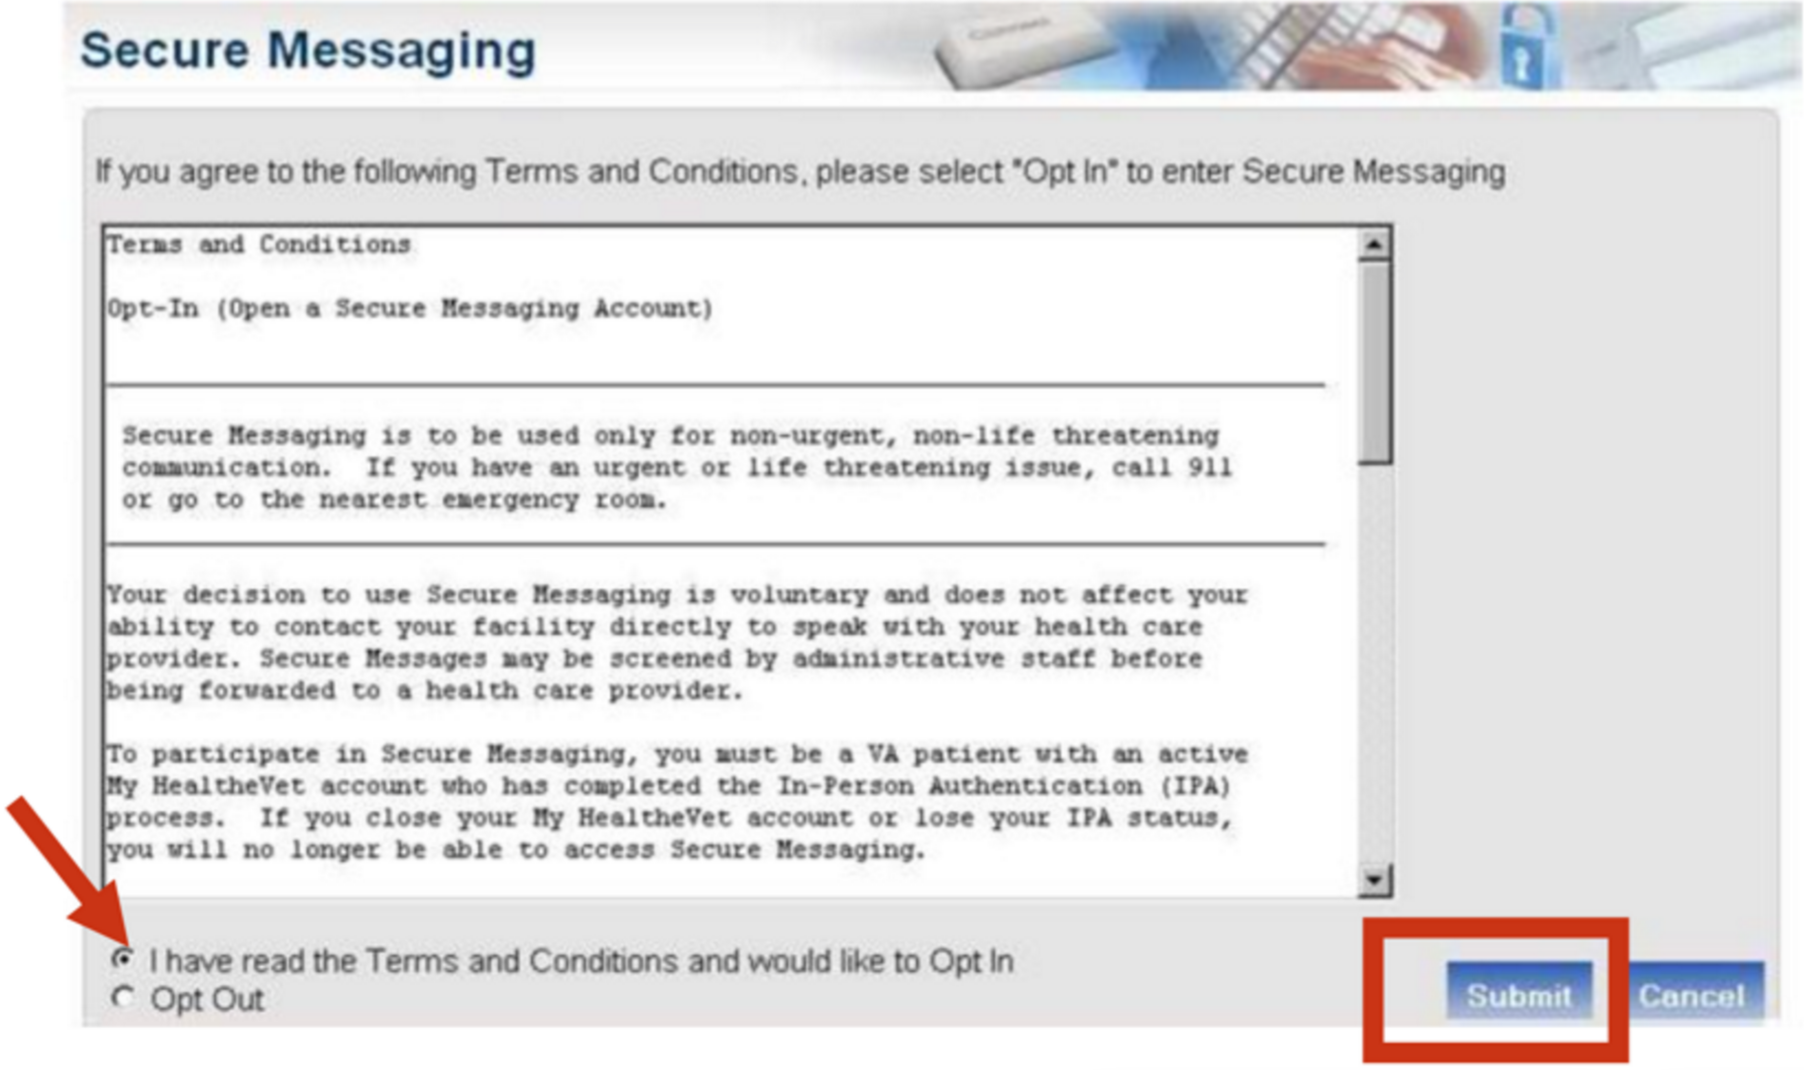 Secure Messaging
If you agree to the following Terms and Conditions, please select "Opt In" to enter Secure Messaging
Terms and Conditions
Opt-In (Open a Secure Messaging Account)
Secure Messaging is to be used only for non-urgent, non-life threatening
communication.  If you have an urgent or life threatening issue, call 911
or go to the nearest emergency room.
Your decision to use Secure Messaging is voluntary and does not affect your
ability to contact your facility directly to speak with your health care
provider. Secure Messages may be screened by administrative staff before
being forwarded to a health care provider.
To participate in Secure Messaging, you must be a VA patient with an active
My HealtheVet account who has completed the In-Person Authentication (IPA)
process.  If you close your My HealtheVet account or lose your IPA status,
you will no longer be able to access Secure Messaging.
I have read the Terms and Conditions and would like to Opt In
Opt Out
Submit
Cancel